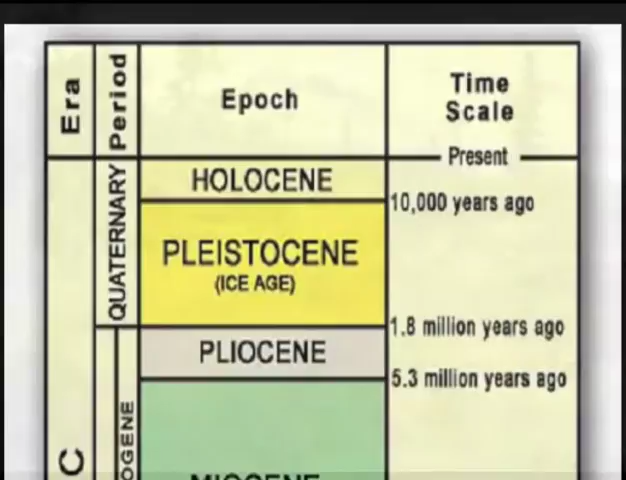 Era
Period
Epoch
Time
Scale
Present
QUATERNARY
HOLOCENE
10,000 years ago
PLEISTOCENE
(ICE AGE)
1.8 million years ago
PLIOCENE
5.3 million years ago
OGENE
C